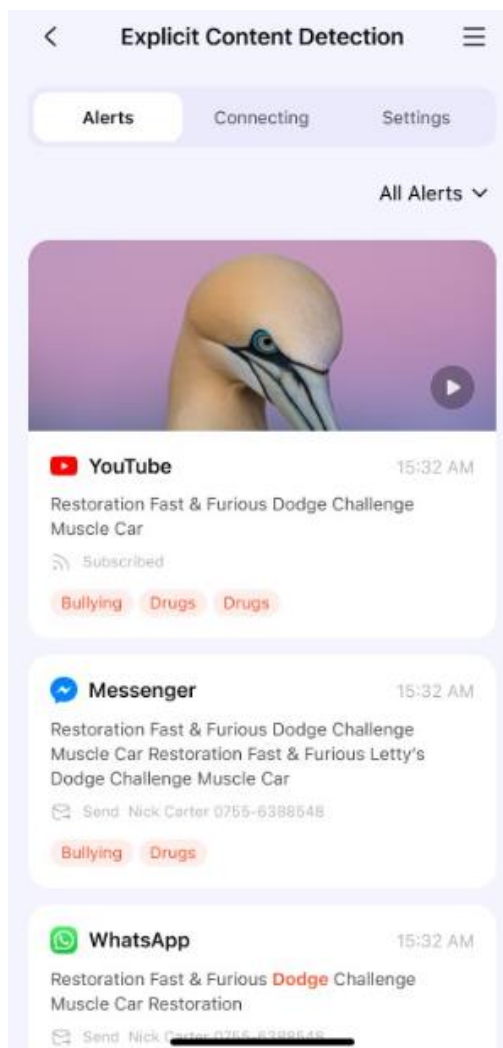 Explicit Content Detection
Alerts
Connecting
Settings
All Alerts
YouTube
15:32 AM
Restoration Fast & Furious Dodge Challenge
Muscle Car
Subscribed
Bullying Drugs Drugs
Messenger
15:32 AM
Restoration Fast & Furious Dodge Challenge
Muscle Car Restoration Fast & Furious Letty's
Dodge Challenge Muscle Car
Send Nick Carter 0755-6388548
Bullying Drugs
WhatsApp
15:32 AM
Restoration Fast & Furious Dodge Challenge
Muscle Car Restoration
Send Nick